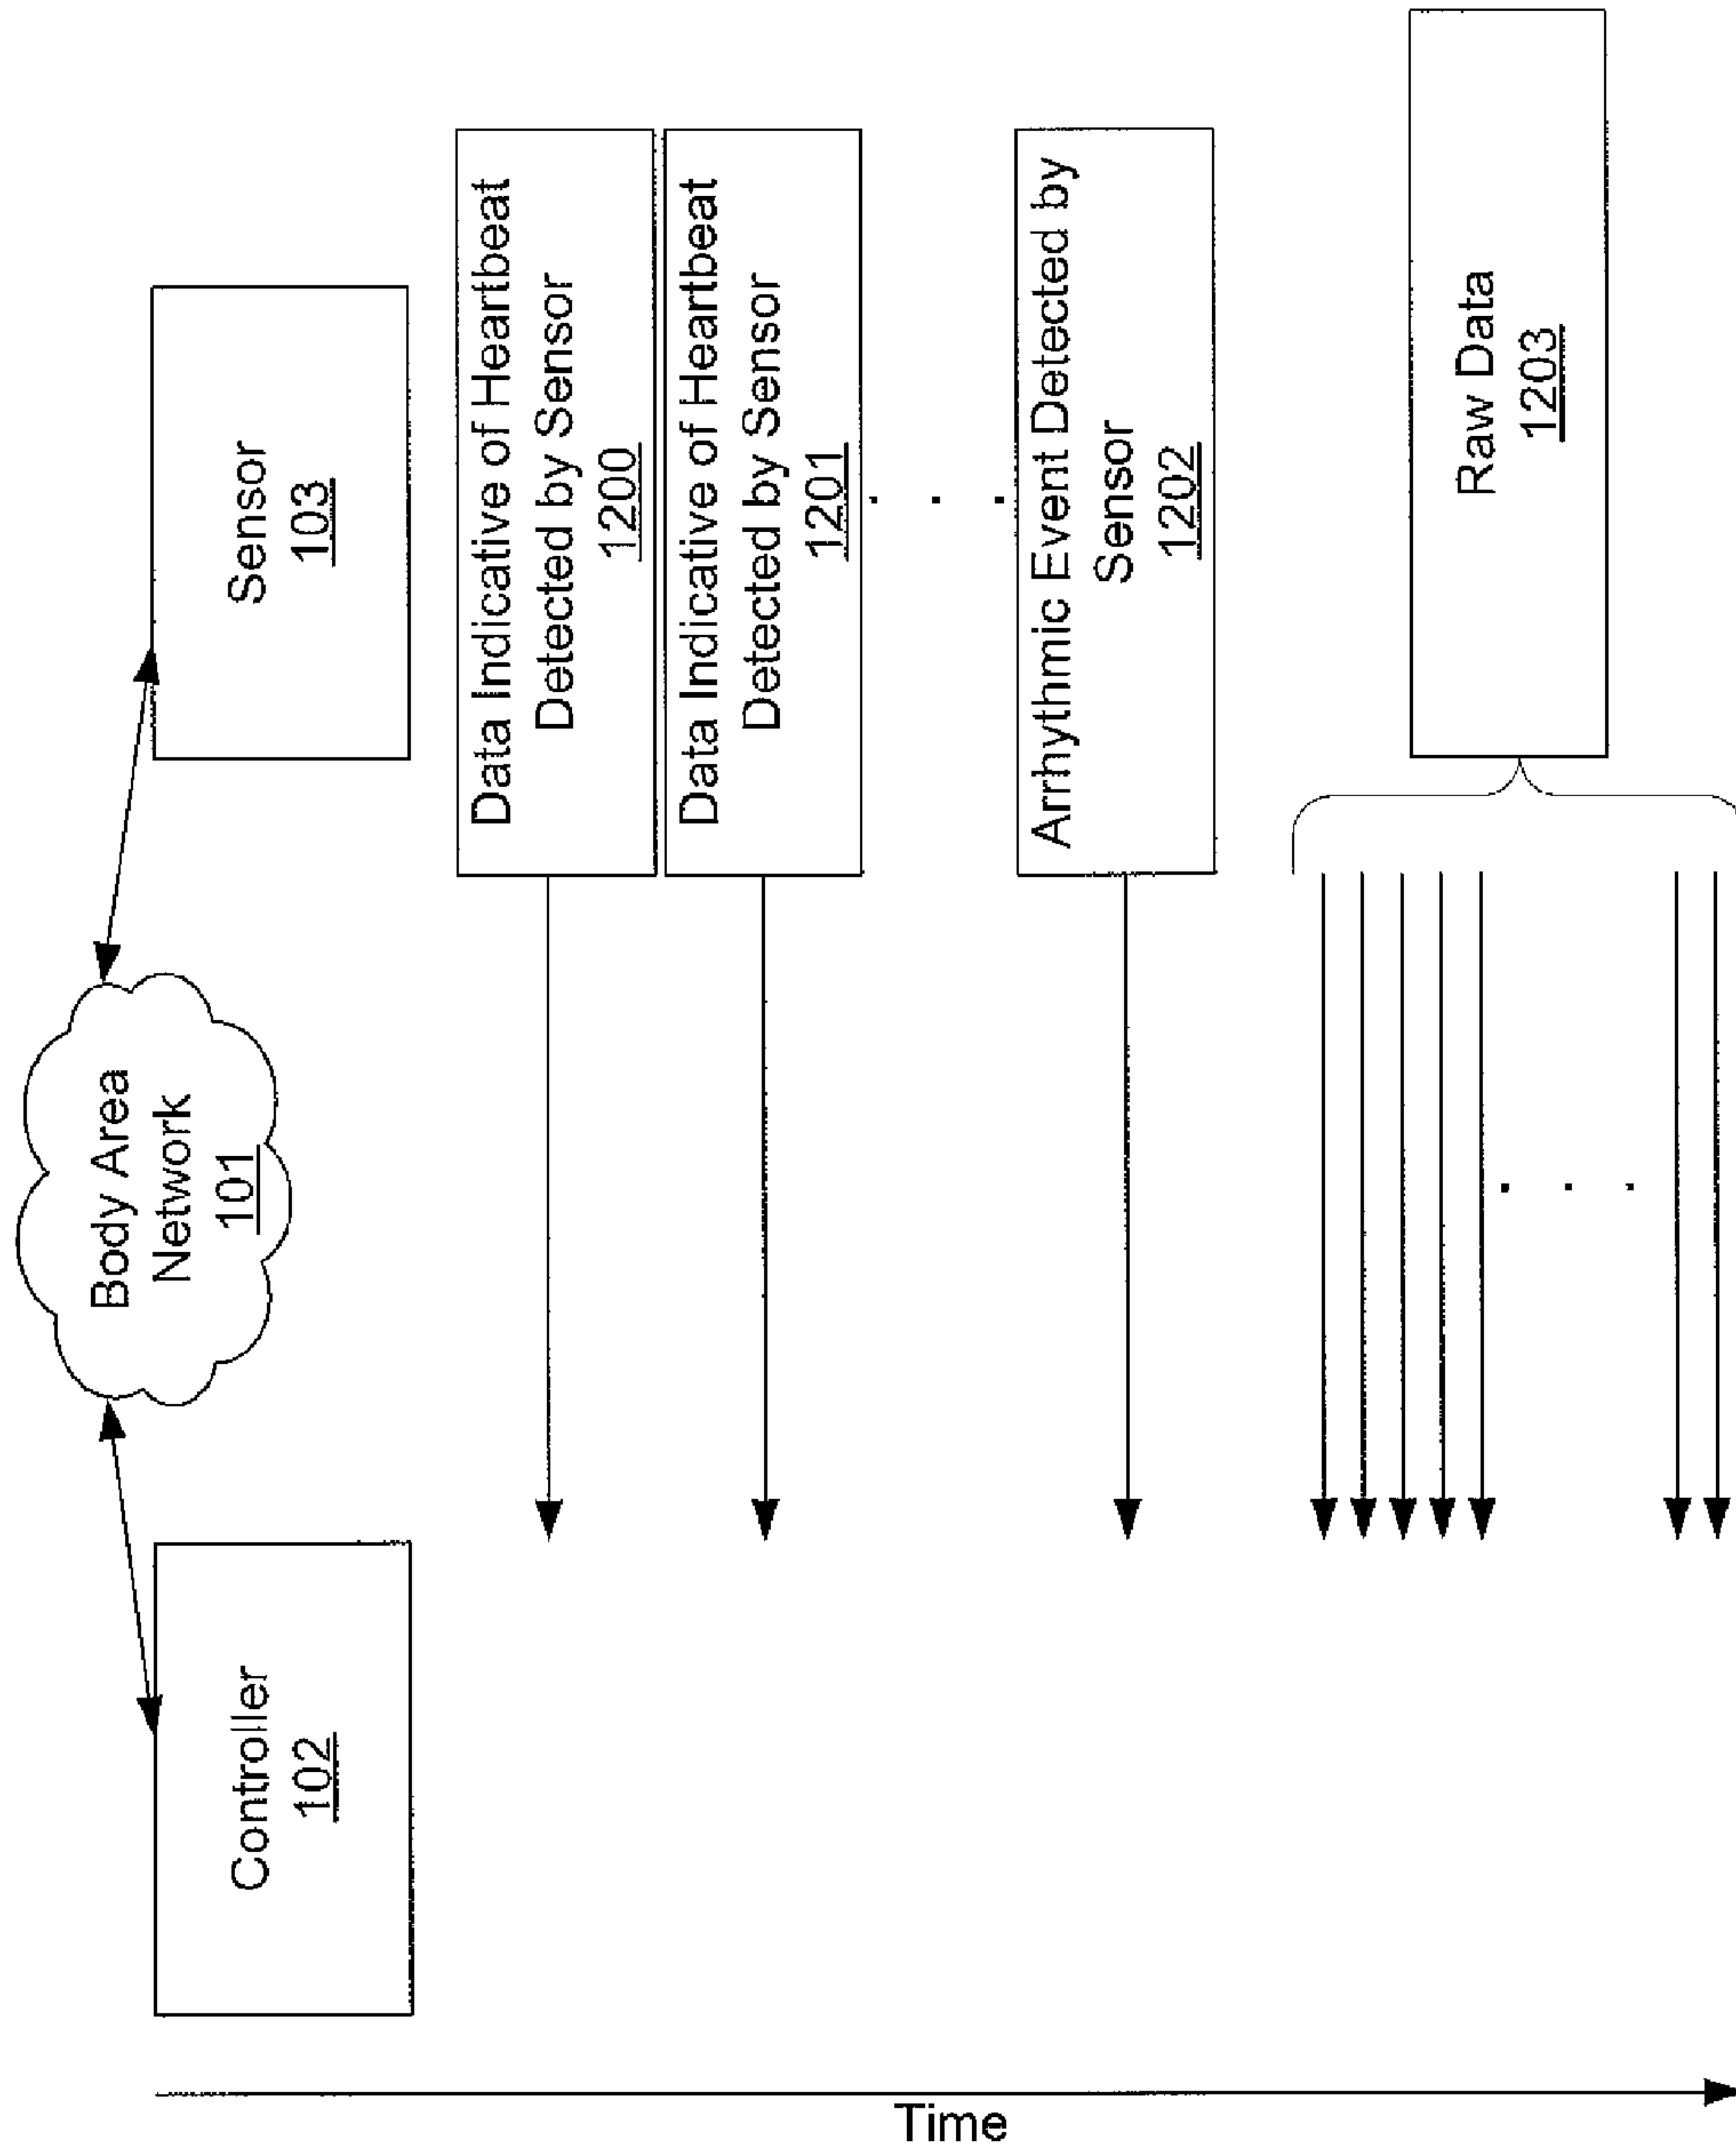 Body Area
Network
101
Controller
102
Sensor
103
Data Indicative of Heartbeat
Detected by Sensor
1200
Data Indicative of Heartbeat
Detected by Sensor
1201
. . .
Arrhythmic Event Detected by
Sensor
1202
Raw Data
1203
. . .
Time